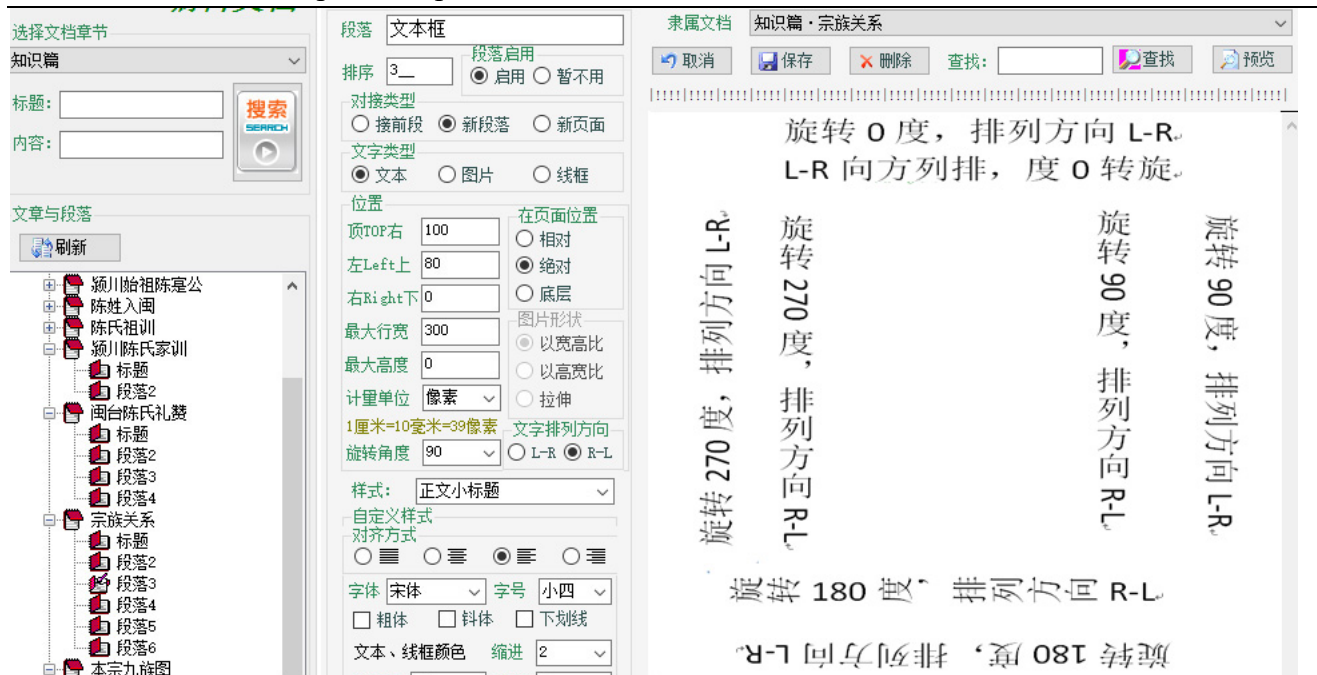 选择文档章节
知识篇
标题：
内容：
搜索
SEARCH
文章与段落
刷新
颍川始祖陈寔公
陈姓入闽
陈氏祖训
颍川陈氏家训
标题
段落2
闽台陈氏礼赞
标题
段落2
段落3
段落4
宗族关系
标题
段落2
段落3
段落4
段落5
段落6
本宗九族图
段落 文本框
排序 3__
段落启用
启用 暂不用
对接类型
接前段 新段落 新页面
文字类型
文本 图片 线框
位置
顶TOP右 100
左Left上 80
右Right下 0
最大行宽 300
最大高度 0
计量单位 像素
在页面位置
相对
绝对
底层
图片形状
以宽高比
以高宽比
拉伸
1厘米=10毫米=39像素
旋转角度 90
文字排列方向
L-R R-L
样式： 正文小标题
自定义样式
对齐方式
字体 宋体 字号 小四
粗体 斜体 下划线
文本、线框颜色 缩进 2
隶属文档 知识篇·宗族关系
取消 保存 删除 查找： 查找 预览
旋转 0 度，排列方向 L-R
L-R 向方列排，度 0 转旋
旋转 270 度，排列方向 L-R
旋转 270 度，排列方向 R-L
旋转 90 度，排列方向 R-L
旋转 90 度，排列方向 L-R
旋转 180 度，排列方向 R-L
旋转 180 度，排列方向 L-R